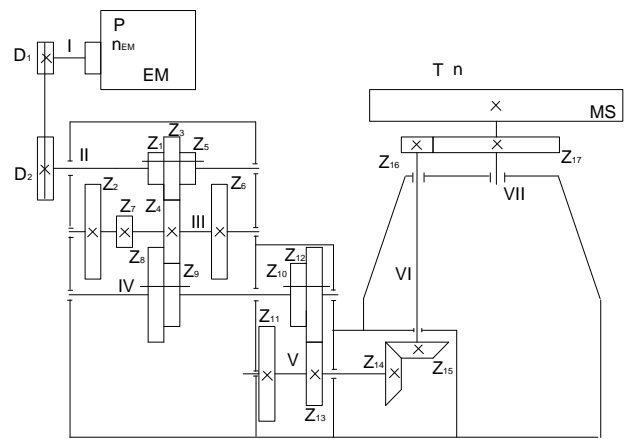 P
I
n_EM
D₁
EM
T n
MS
Z₃
Z₁ Z₅
II
Z₁₆ Z₁₇
D₂
Z₂ Z₆
Z₇ Z₄ III
VII
Z₈ Z₁₂
Z₉ Z₁₀
IV
VI
Z₁₁
V Z₁₄ Z₁₅
Z₁₃